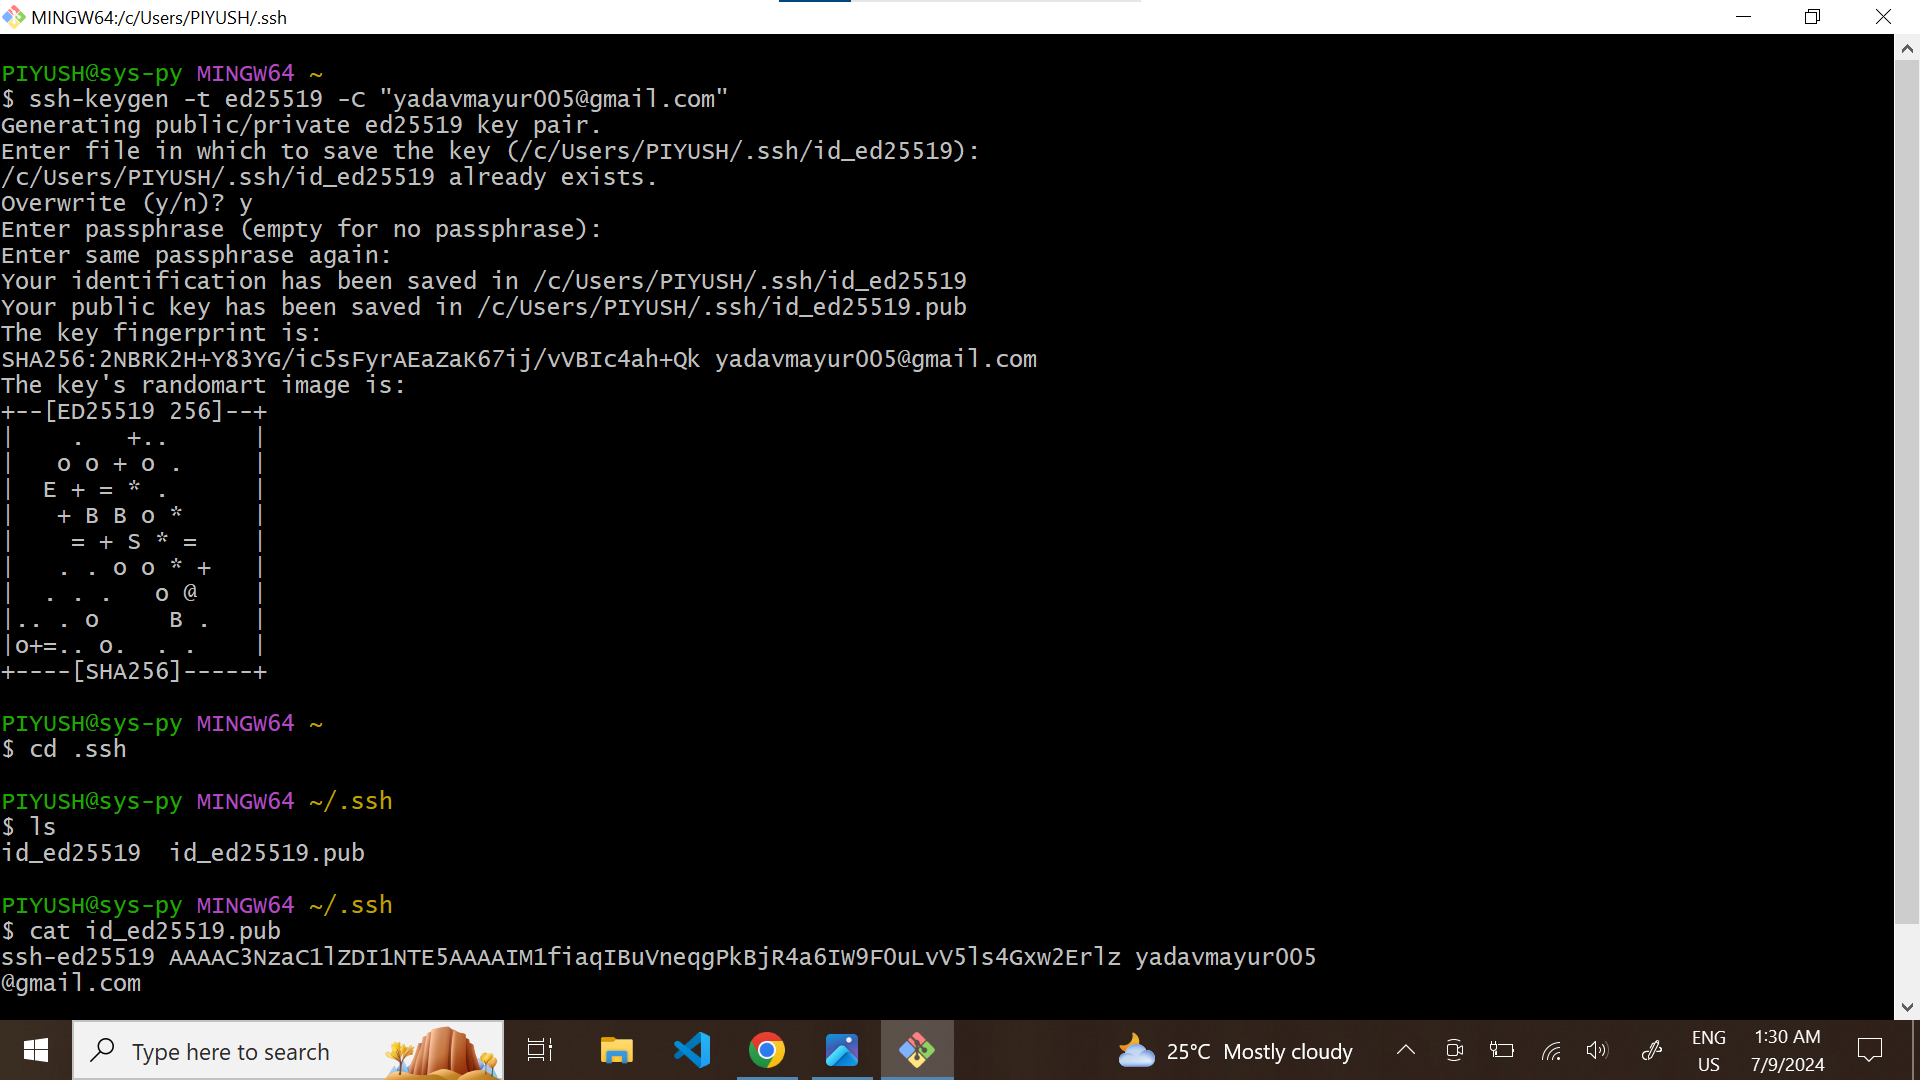 MINGW64:/c/Users/PIYUSH/.ssh
PIYUSH@sys-py MINGW64 ~
$ ssh-keygen -t ed25519 -C "yadavmayur005@gmail.com"
Generating public/private ed25519 key pair.
Enter file in which to save the key (/c/Users/PIYUSH/.ssh/id_ed25519):
/c/Users/PIYUSH/.ssh/id_ed25519 already exists.
Overwrite (y/n)? y
Enter passphrase (empty for no passphrase):
Enter same passphrase again:
Your identification has been saved in /c/Users/PIYUSH/.ssh/id_ed25519
Your public key has been saved in /c/Users/PIYUSH/.ssh/id_ed25519.pub
The key fingerprint is:
SHA256:2NBRK2H+Y83YG/ic5sFyrAEaZaK67ij/vVBIc4ah+Qk yadavmayur005@gmail.com
The key's randomart image is:
+--[ED25519 256]--+
|    .   +..      |
|   o o + o .     |
|  E + = * .      |
|   + B B o *     |
|    = + S * =    |
|   . . o o * +   |
|  . . .   o @    |
|.. . o     B .   |
|o+=.. o.  . .    |
+----[SHA256]-----+
PIYUSH@sys-py MINGW64 ~
$ cd .ssh
PIYUSH@sys-py MINGW64 ~/.ssh
$ ls
id_ed25519  id_ed25519.pub
PIYUSH@sys-py MINGW64 ~/.ssh
$ cat id_ed25519.pub
ssh-ed25519 AAAAC3NzaC1lZDI1NTE5AAAAIM1fiaqIBuVneqgPkBjR4a6IW9FOuLvV5ls4Gxw2Erlz yadavmayur005
@gmail.com
Type here to search
25°C Mostly cloudy
ENG
US
1:30 AM
7/9/2024